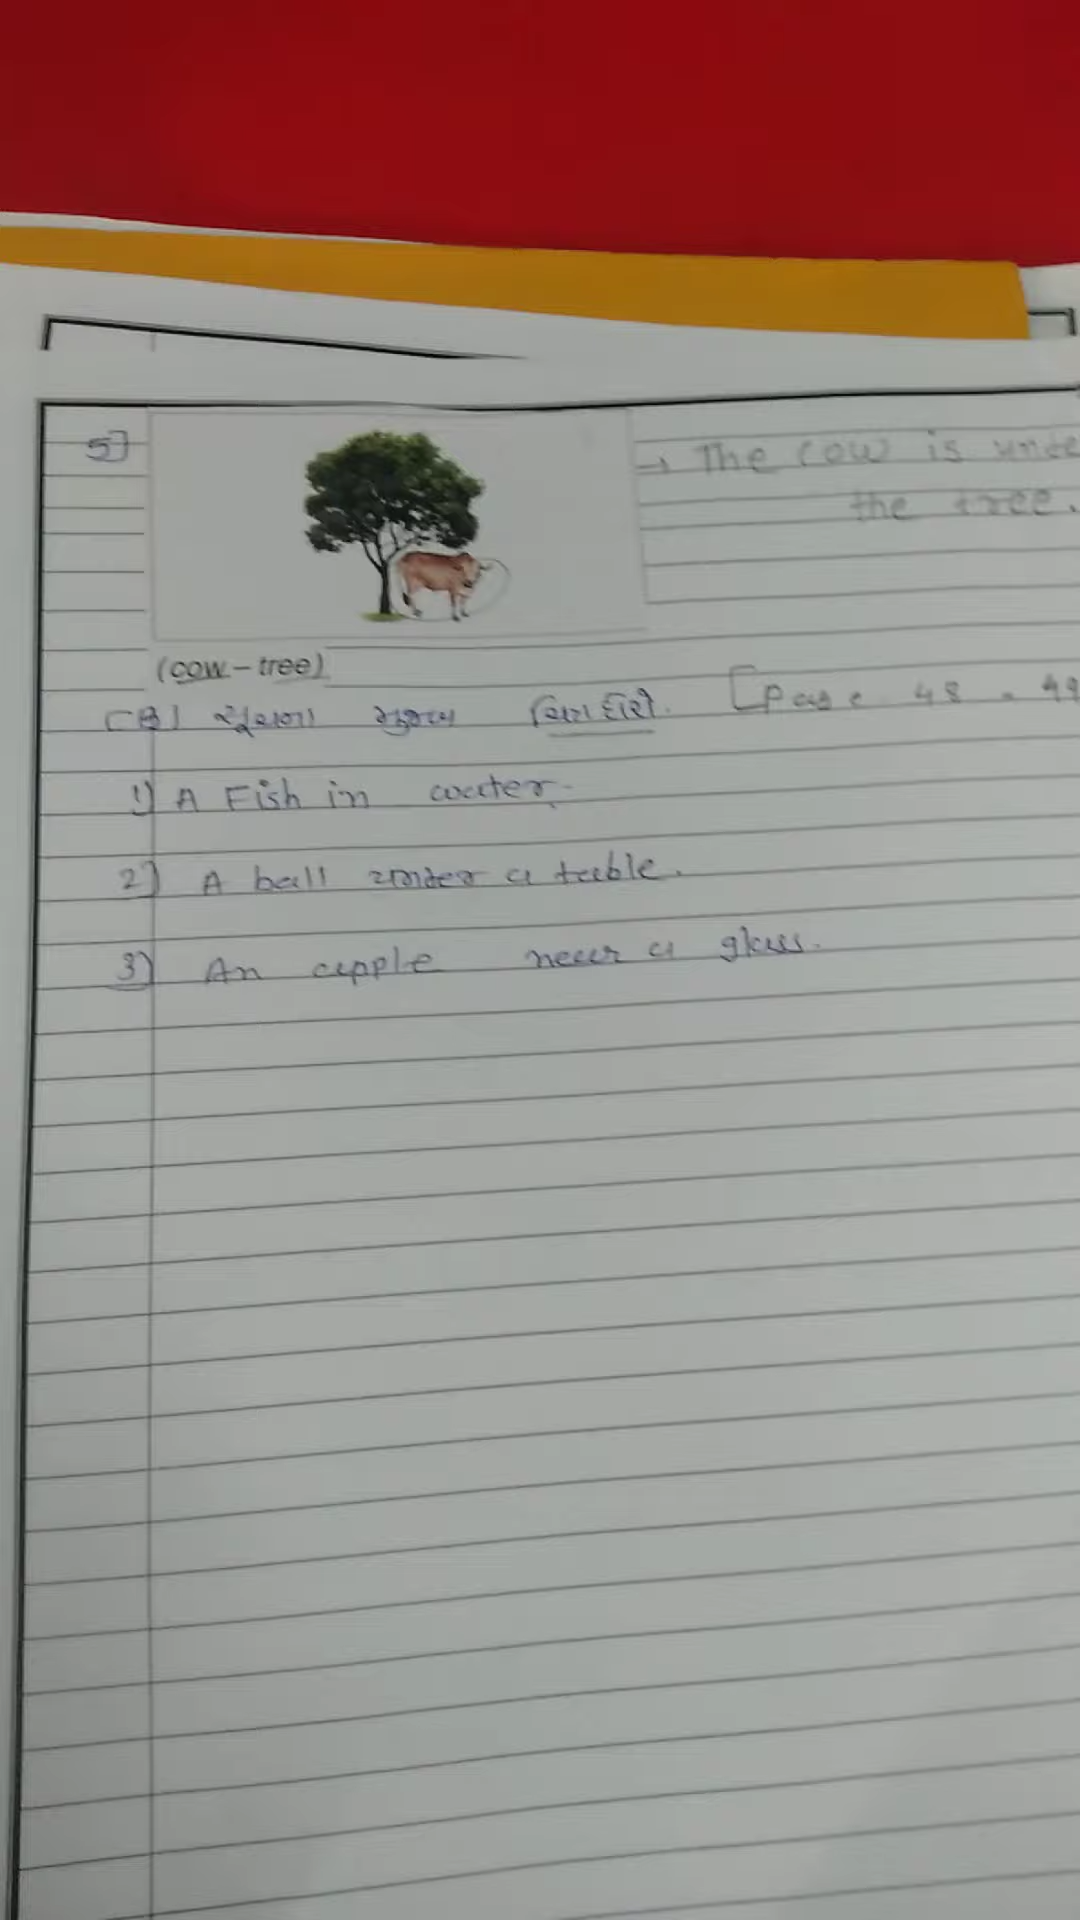 5] → The cow is unde
the tree.
(cow – tree)
[B] સૂચના મુજબ ચિત્ર દોરો. [Page 48 - 49
1) A Fish in water.
2] A ball under a table.
3] An apple near a glass.